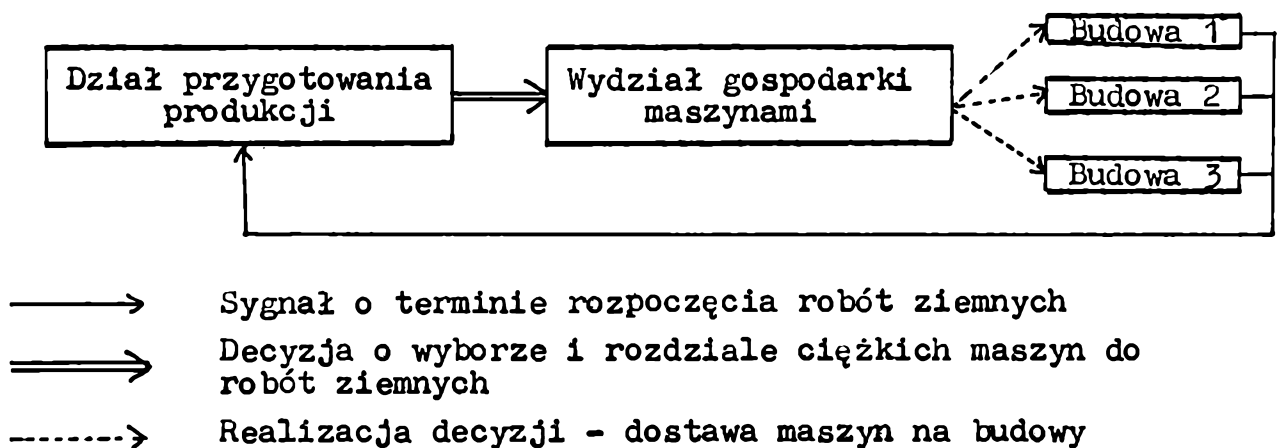 Dział przygotowania
produkcji
Wydział gospodarki
maszynami
Budowa 1
Budowa 2
Budowa 3
Sygnał o terminie rozpoczęcia robót ziemnych
Decyzja o wyborze i rozdziale ciężkich maszyn do
robót ziemnych
Realizacja decyzji - dostawa maszyn na budowy